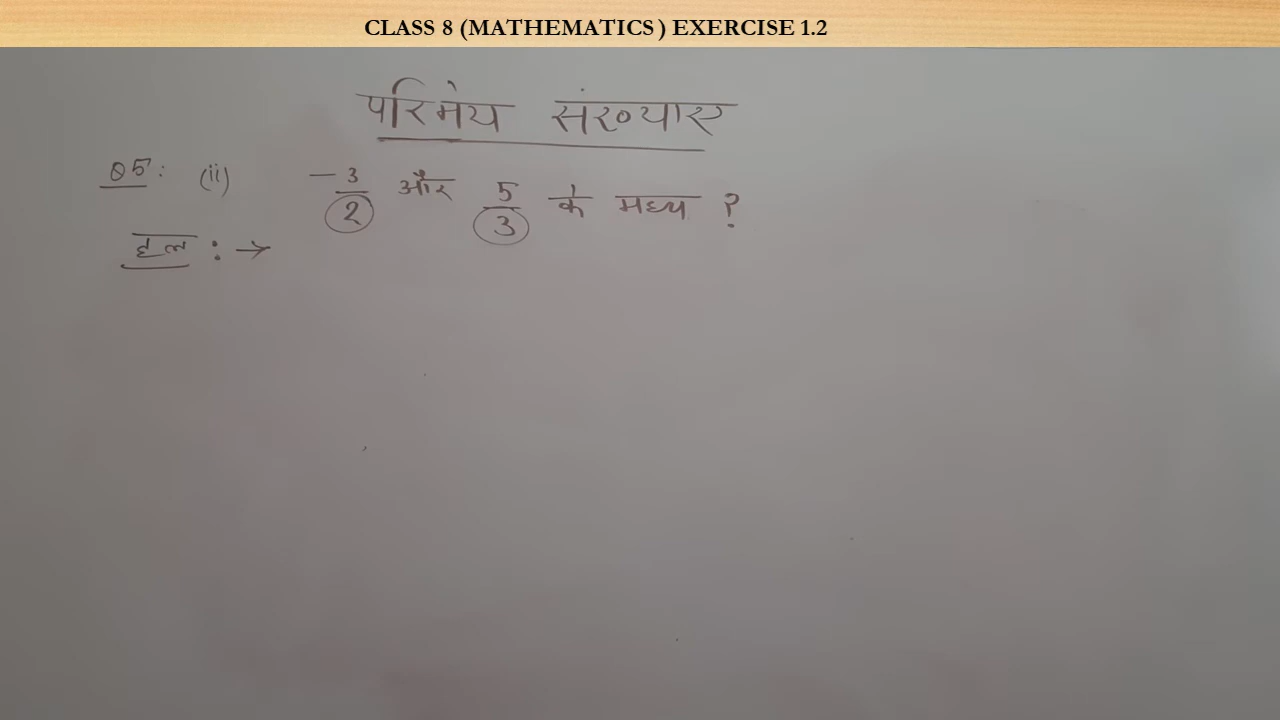 CLASS 8 (MATHEMATICS ) EXERCISE 1.2
परिमेय संख्याए
Q5: (ii) -3/2 और 5/3 के मध्य ?
हल : →